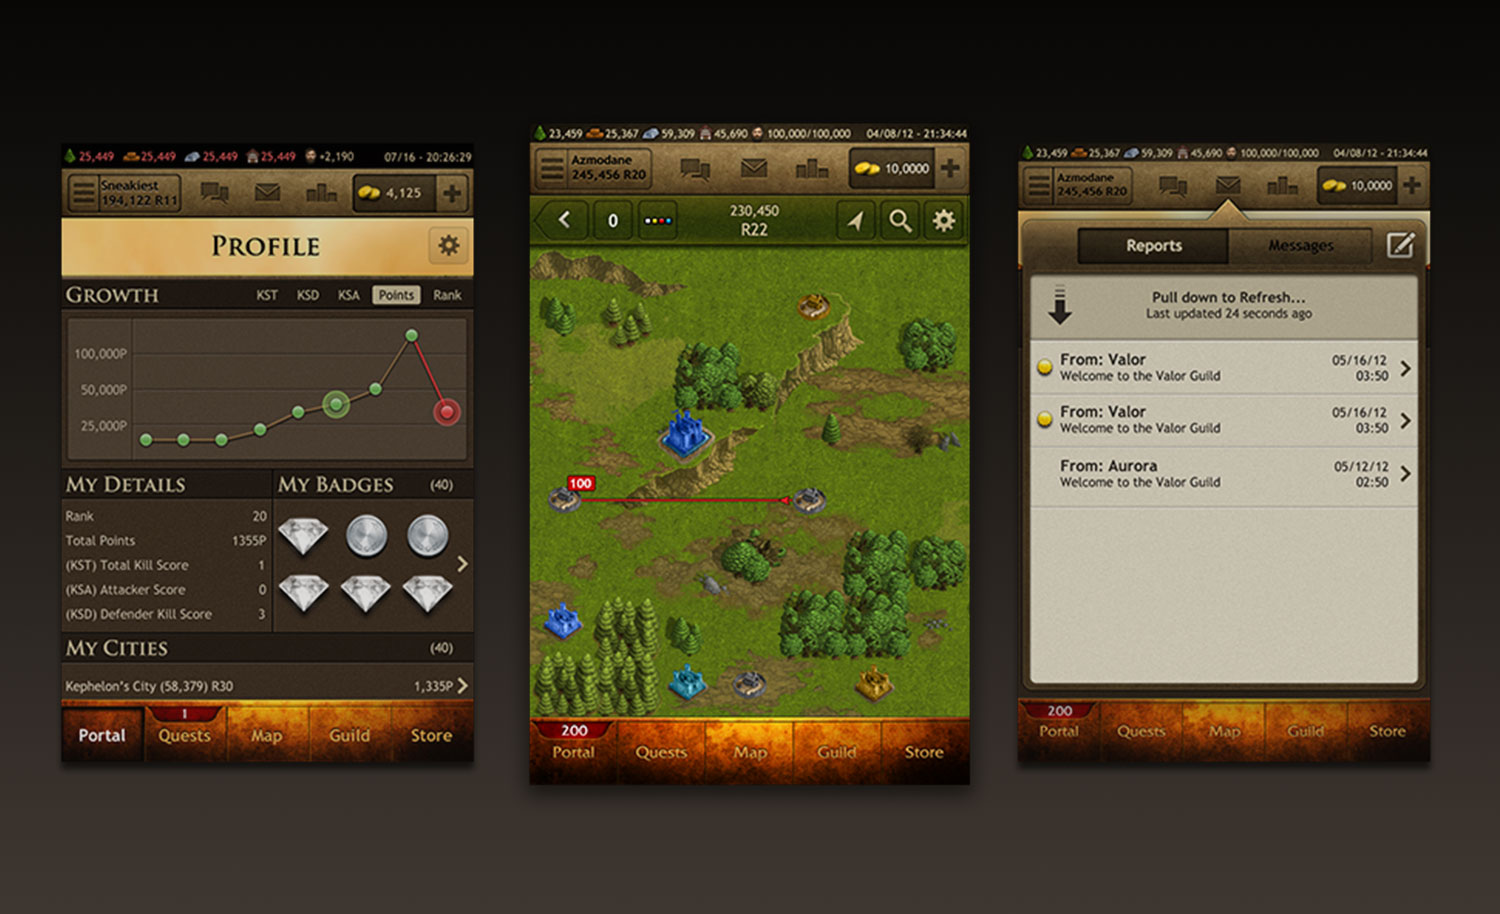 25,449 25,449 25,449 25,449 +2,190 07/16 - 20:26:29
Sneakiest
194,122 R11
4,125
PROFILE
GROWTH KST KSD KSA Points Rank
100,000P
50,000P
25,000P
MY DETAILS
Rank 20
Total Points 1355P
(KST) Total Kill Score 1
(KSA) Attacker Score 0
(KSD) Defender Kill Score 3
MY BADGES (40)
MY CITIES (40)
Kephelon's City (58,379) R30 1,335P
1
Portal Quests Map Guild Store
23,459 25,367 59,309 45,690 100,000/100,000 04/08/12 - 21:34:44
Azmodane
245,456 R20
10,0000
0
230,450
R22
100
200
Portal Quests Map Guild Store
23,459 25,367 59,309 45,690 100,000/100,000 04/08/12 - 21:34:44
Azmodane
245,456 R20
10,0000
Reports Messages
Pull down to Refresh...
Last updated 24 seconds ago
From: Valor 05/16/12
Welcome to the Valor Guild 03:50
From: Valor 05/16/12
Welcome to the Valor Guild 03:50
From: Aurora 05/12/12
Welcome to the Valor Guild 02:50
200
Portal Quests Map Guild Store